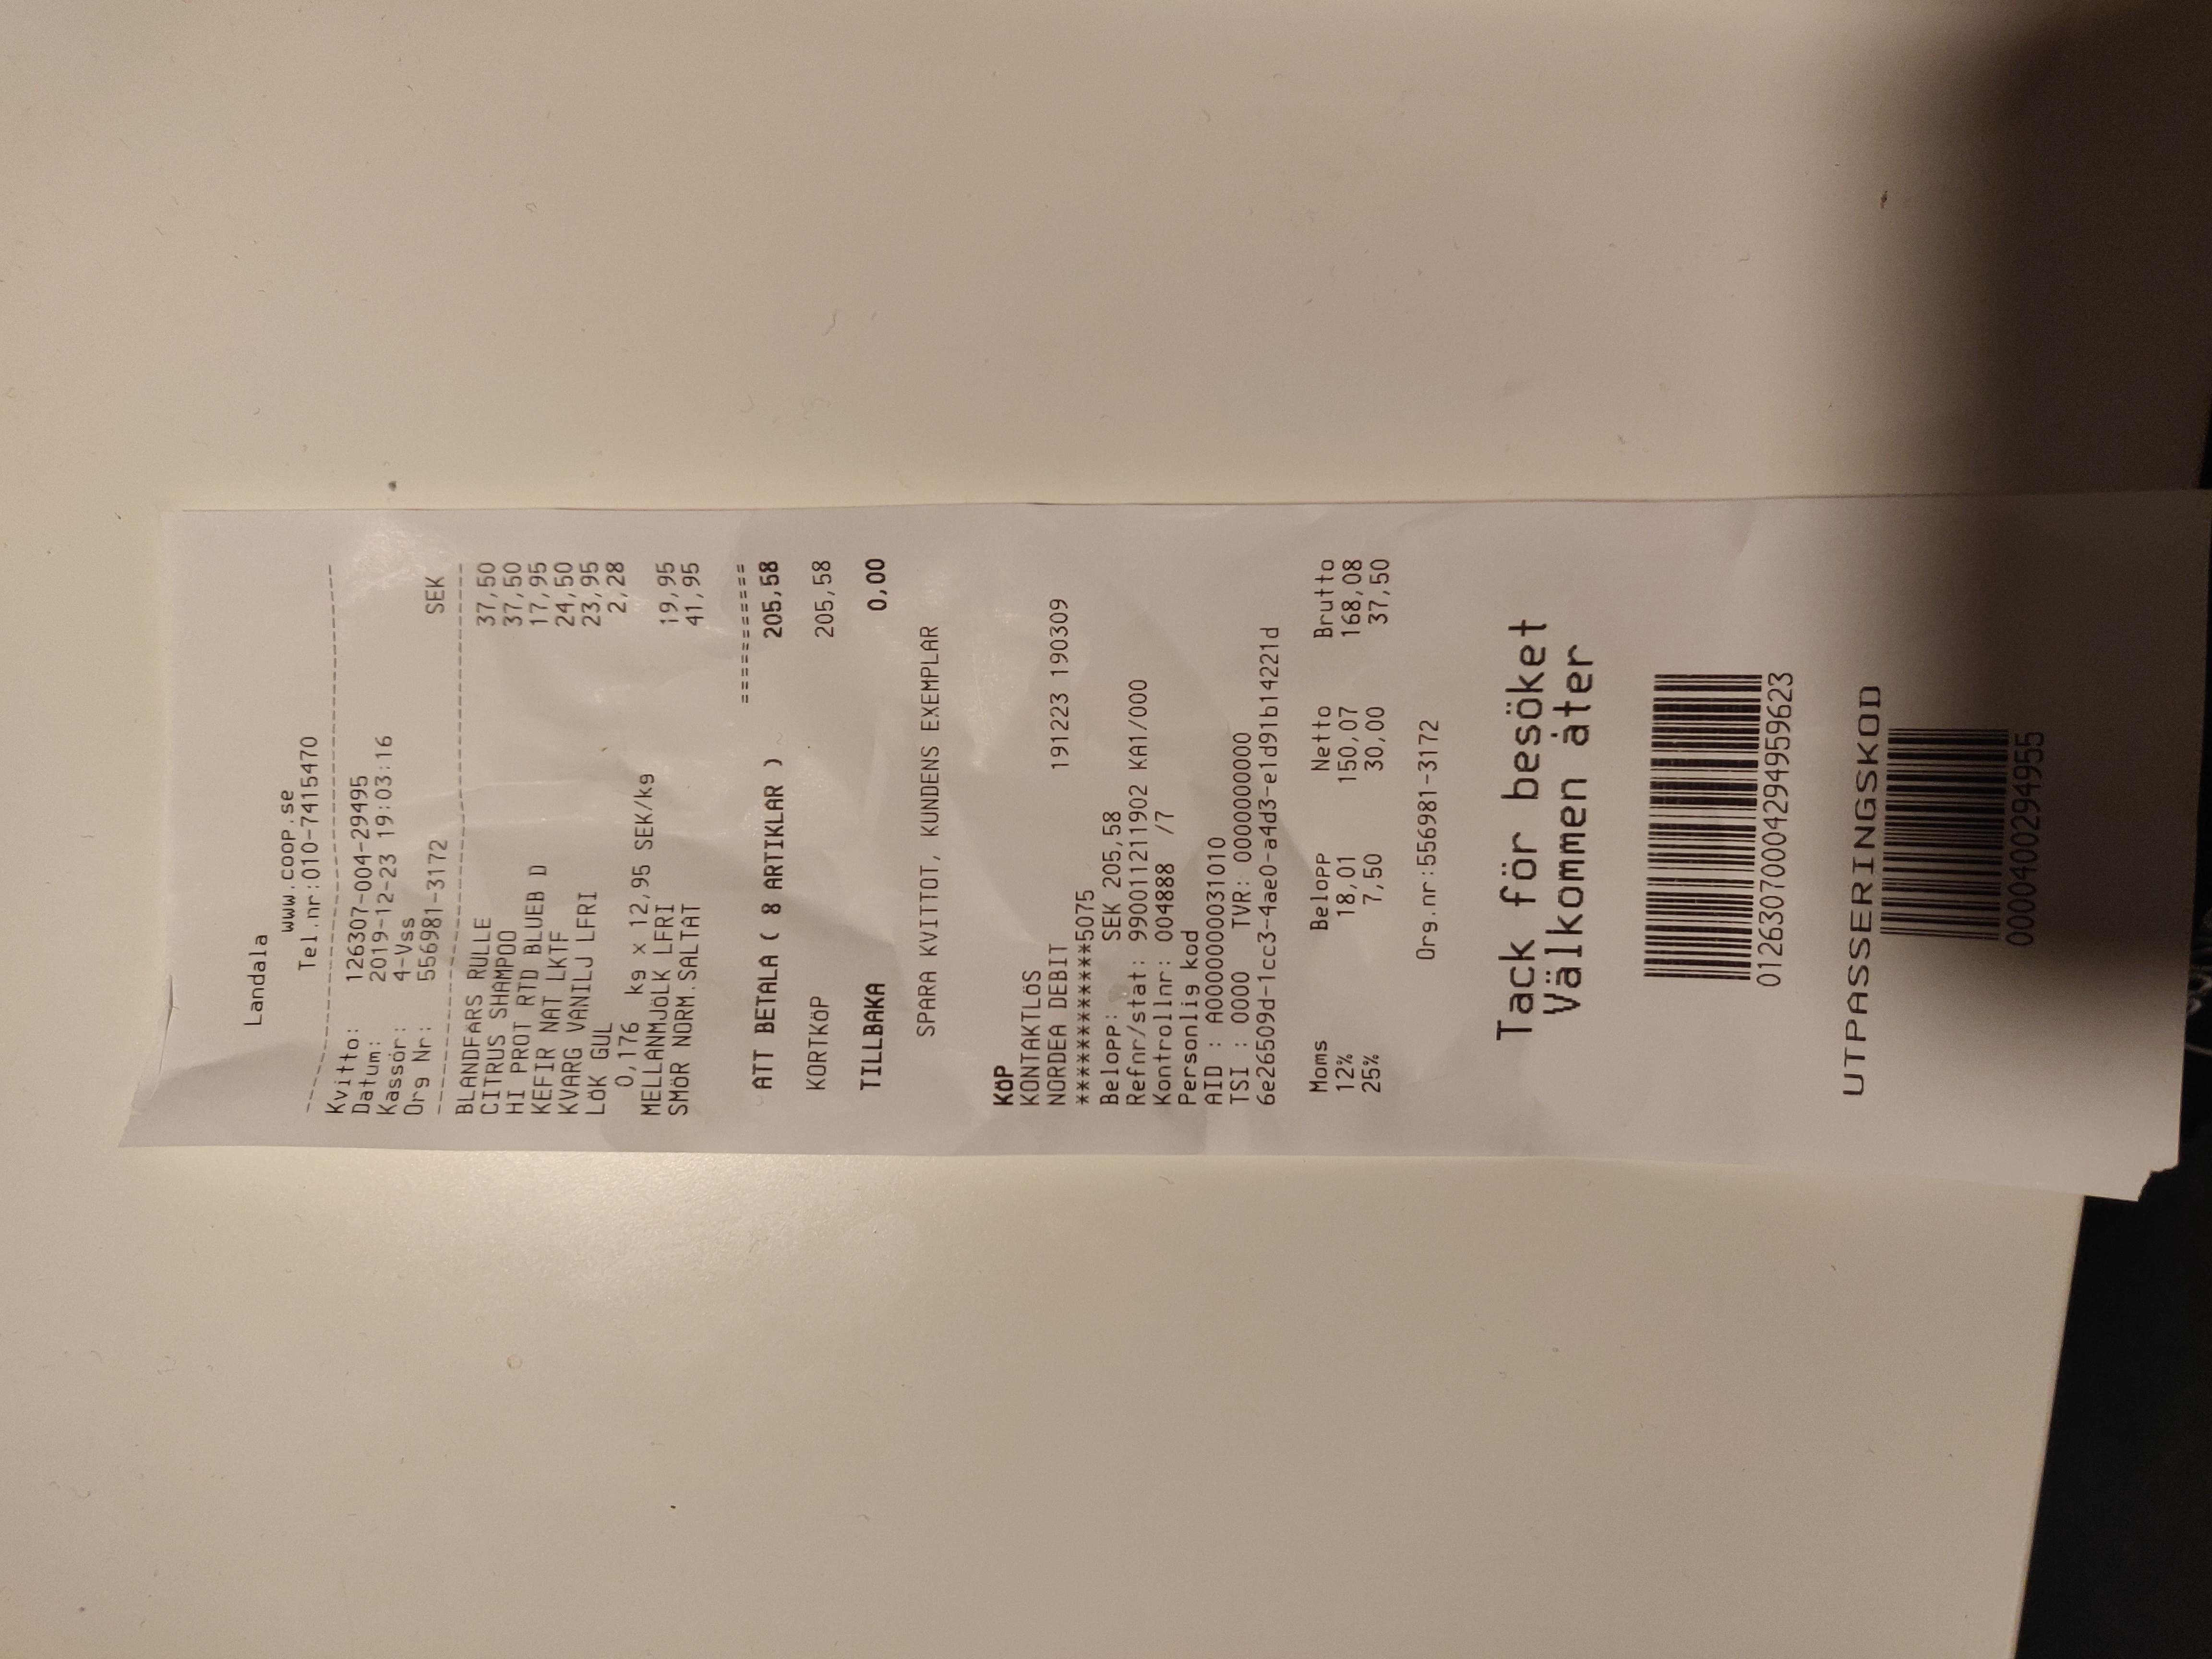 Landala
www.coop.se
Tel.nr:010-7415470
Kvitto: 126307-004-29495
Datum: 2019-12-23 19:03:16
Kassör: 4-Vss
Org Nr: 556981-3172 SEK
BLANDFÄRS RULLE 37,50
CITRUS SHAMPOO 37,50
HI PROT RTD BLUEB D 17,95
KEFIR NAT LKTF 24,50
KVARG VANILJ LFRI 23,95
LÖK GUL 2,28
0,176 kg x 12,95 SEK/kg
MELLANMJÖLK LFRI 19,95
SMÖR NORM.SALTAT 41,95
===========
ATT BETALA ( 8 ARTIKLAR ) 205,58
KORTKÖP 205,58
TILLBAKA 0,00
SPARA KVITTOT, KUNDENS EXEMPLAR
KÖP
KONTAKTLÖS
NORDEA DEBIT 191223 190309
************5075
Belopp: SEK 205,58
Refnr/stat: 990011211902 KA1/000
Kontrollnr: 004888 /7
Personlig kod
AID : A0000000031010
TSI : 0000 TVR: 0000000000
6e26509d-1cc3-4ae0-a4d3-e1d91b14221d
Moms Belopp Netto Brutto
12% 18,01 150,07 168,08
25% 7,50 30,00 37,50
Org.nr:556981-3172
Tack för besöket
Välkommen åter
01263070004294959623
UTPASSERINGSKOD
0000400294955